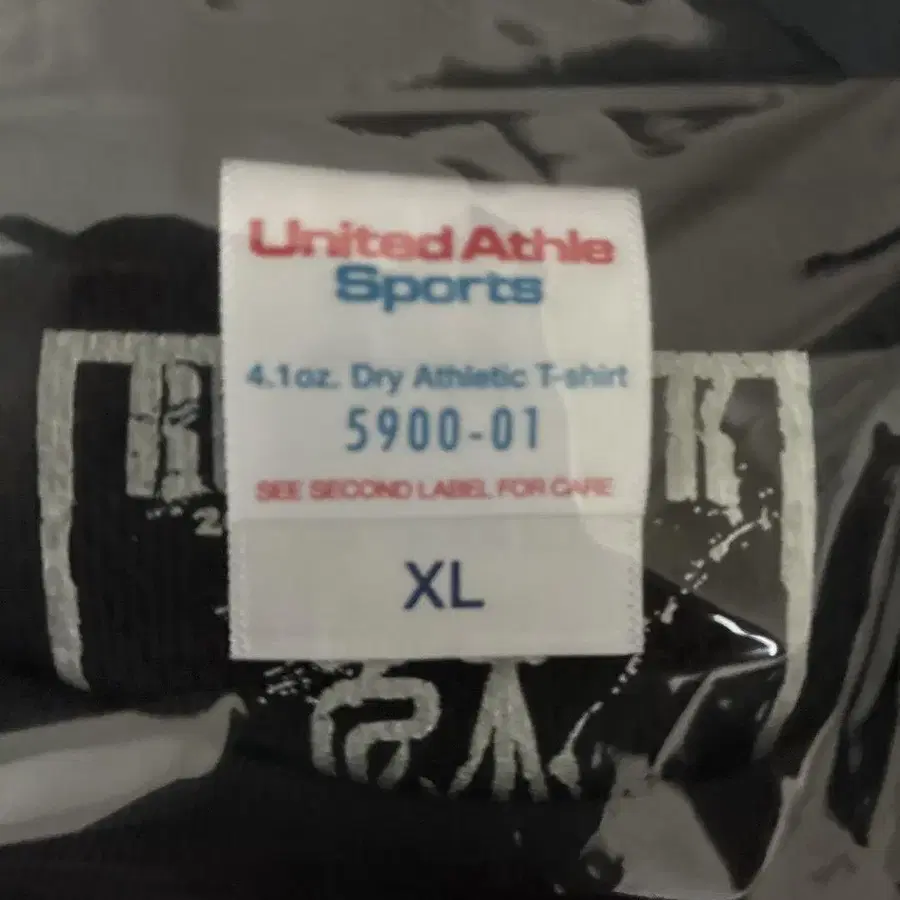 United Athle
Sports
4.1oz. Dry Athletic T-shirt
5900-01
SEE SECOND LABEL FOR CARE
XL